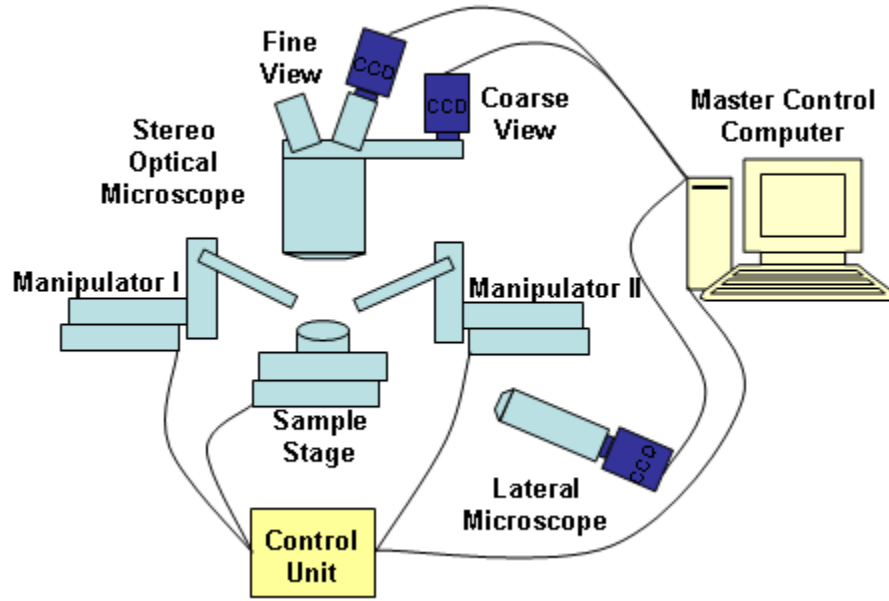 Fine
View
CCD
CCD
Coarse
View
Master Control
Computer
Stereo
Optical
Microscope
Manipulator I
Manipulator II
Sample
Stage
CCD
Lateral
Microscope
Control
Unit